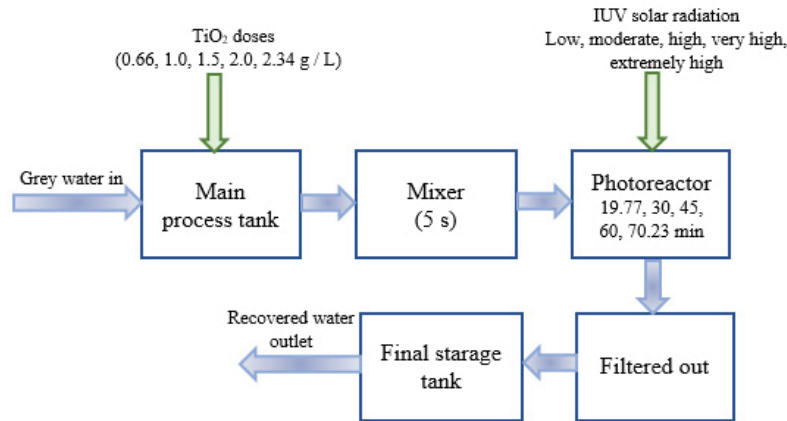 TiO₂ doses
(0.66, 1.0, 1.5, 2.0, 2.34 g / L)
IUV solar radiation
Low, moderate, high, very high,
extremely high
Grey water in
Main
process tank
Mixer
(5 s)
Photoreactor
19.77, 30, 45,
60, 70.23 min
Recovered water
outlet
Final starage
tank
Filtered out